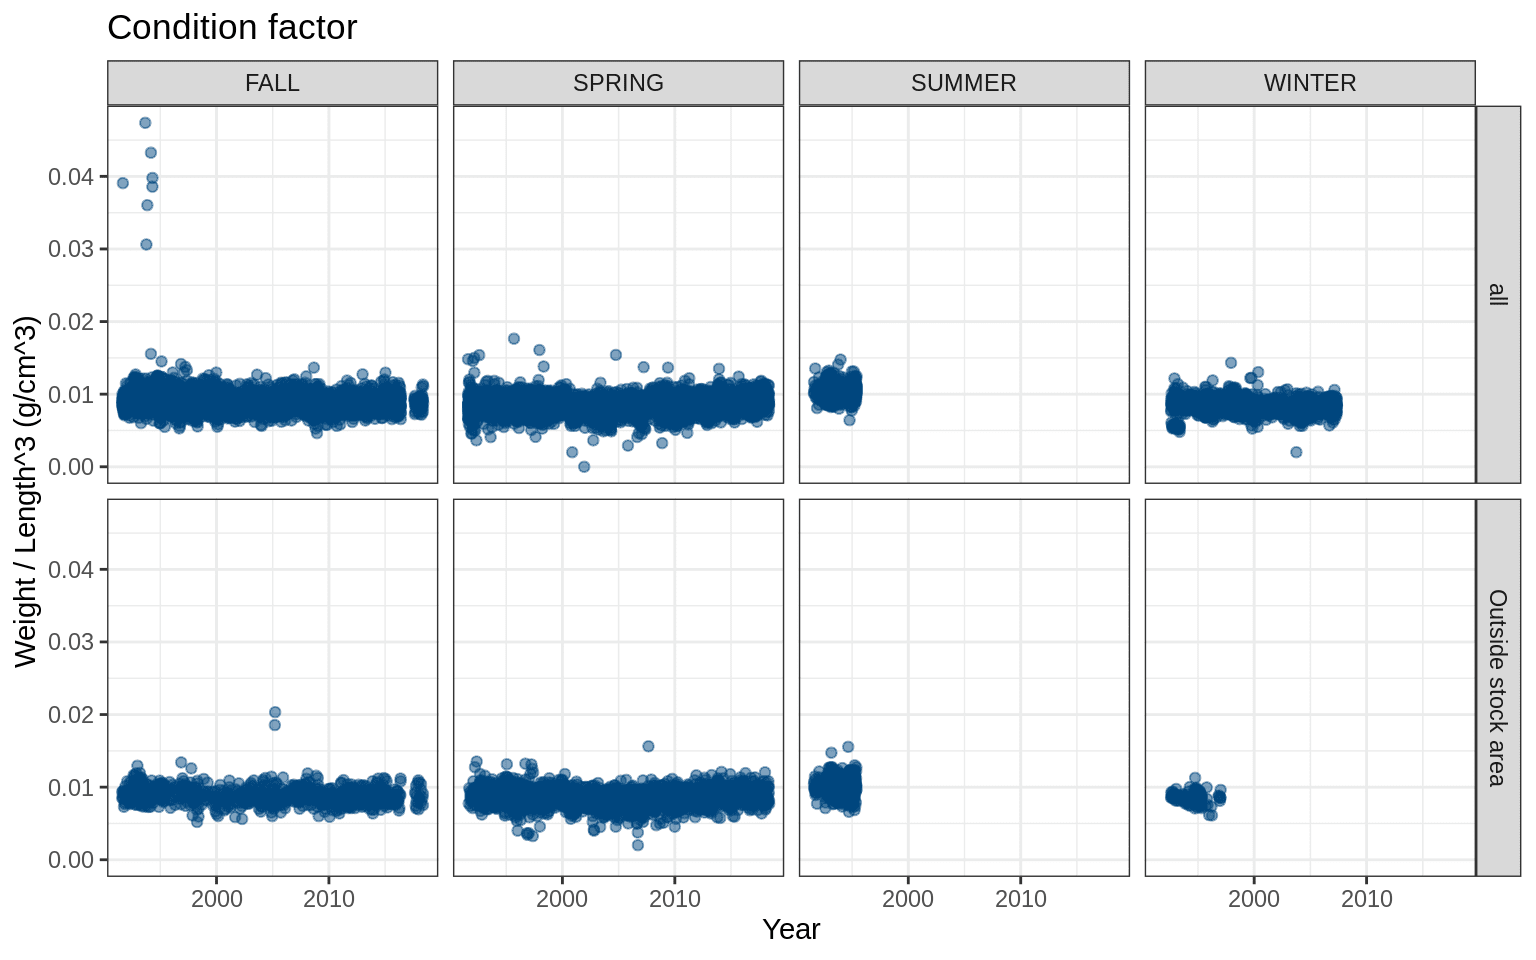 Condition factor
FALL SPRING SUMMER WINTER
Weight / Length^3 (g/cm^3)
0.04
0.03
0.02
0.01
0.00
all
0.04
0.03
0.02
0.01
0.00
Outside stock area
2000 2010 2000 2010 2000 2010 2000 2010
Year